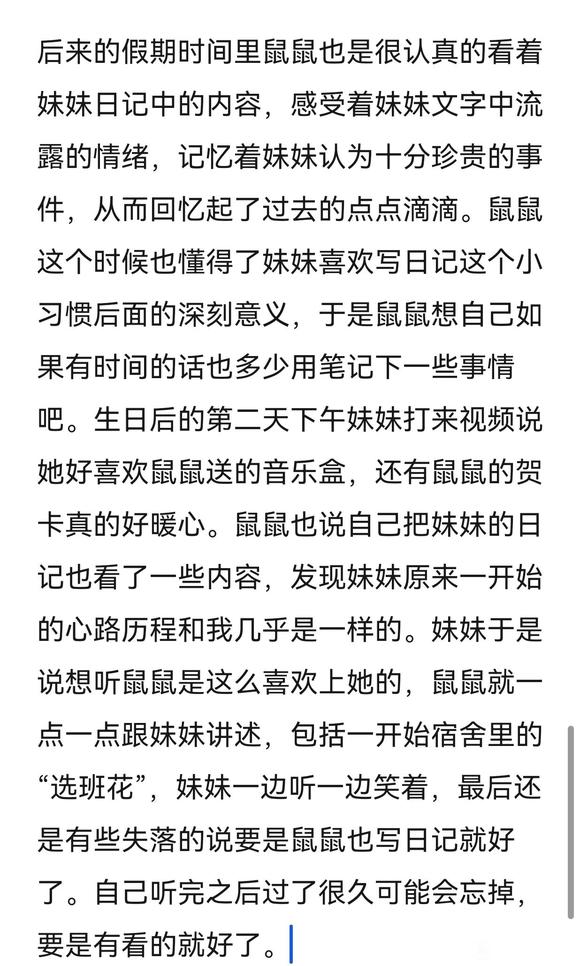 后来的假期时间里鼠鼠也是很认真的看着
妹妹日记中的内容，感受着妹妹文字中流
露的情绪，记忆着妹妹认为十分珍贵的事
件，从而回忆起了过去的点点滴滴。鼠鼠
这个时候也懂得了妹妹喜欢写日记这个小
习惯后面的深刻意义，于是鼠鼠想自己如
果有时间的话也多少用笔记下一些事情
吧。生日后的第二天下午妹妹打来视频说
她好喜欢鼠鼠送的音乐盒，还有鼠鼠的贺
卡真的好暖心。鼠鼠也说自己把妹妹的日
记也看了一些内容，发现妹妹原来一开始
的心路历程和我几乎是一样的。妹妹于是
说想听鼠鼠是这么喜欢上她的，鼠鼠就一
点一点跟妹妹讲述，包括一开始宿舍里的
“选班花”，妹妹一边听一边笑着，最后还
是有些失落的说要是鼠鼠也写日记就好
了。自己听完之后过了很久可能会忘掉，
要是有看的就好了。